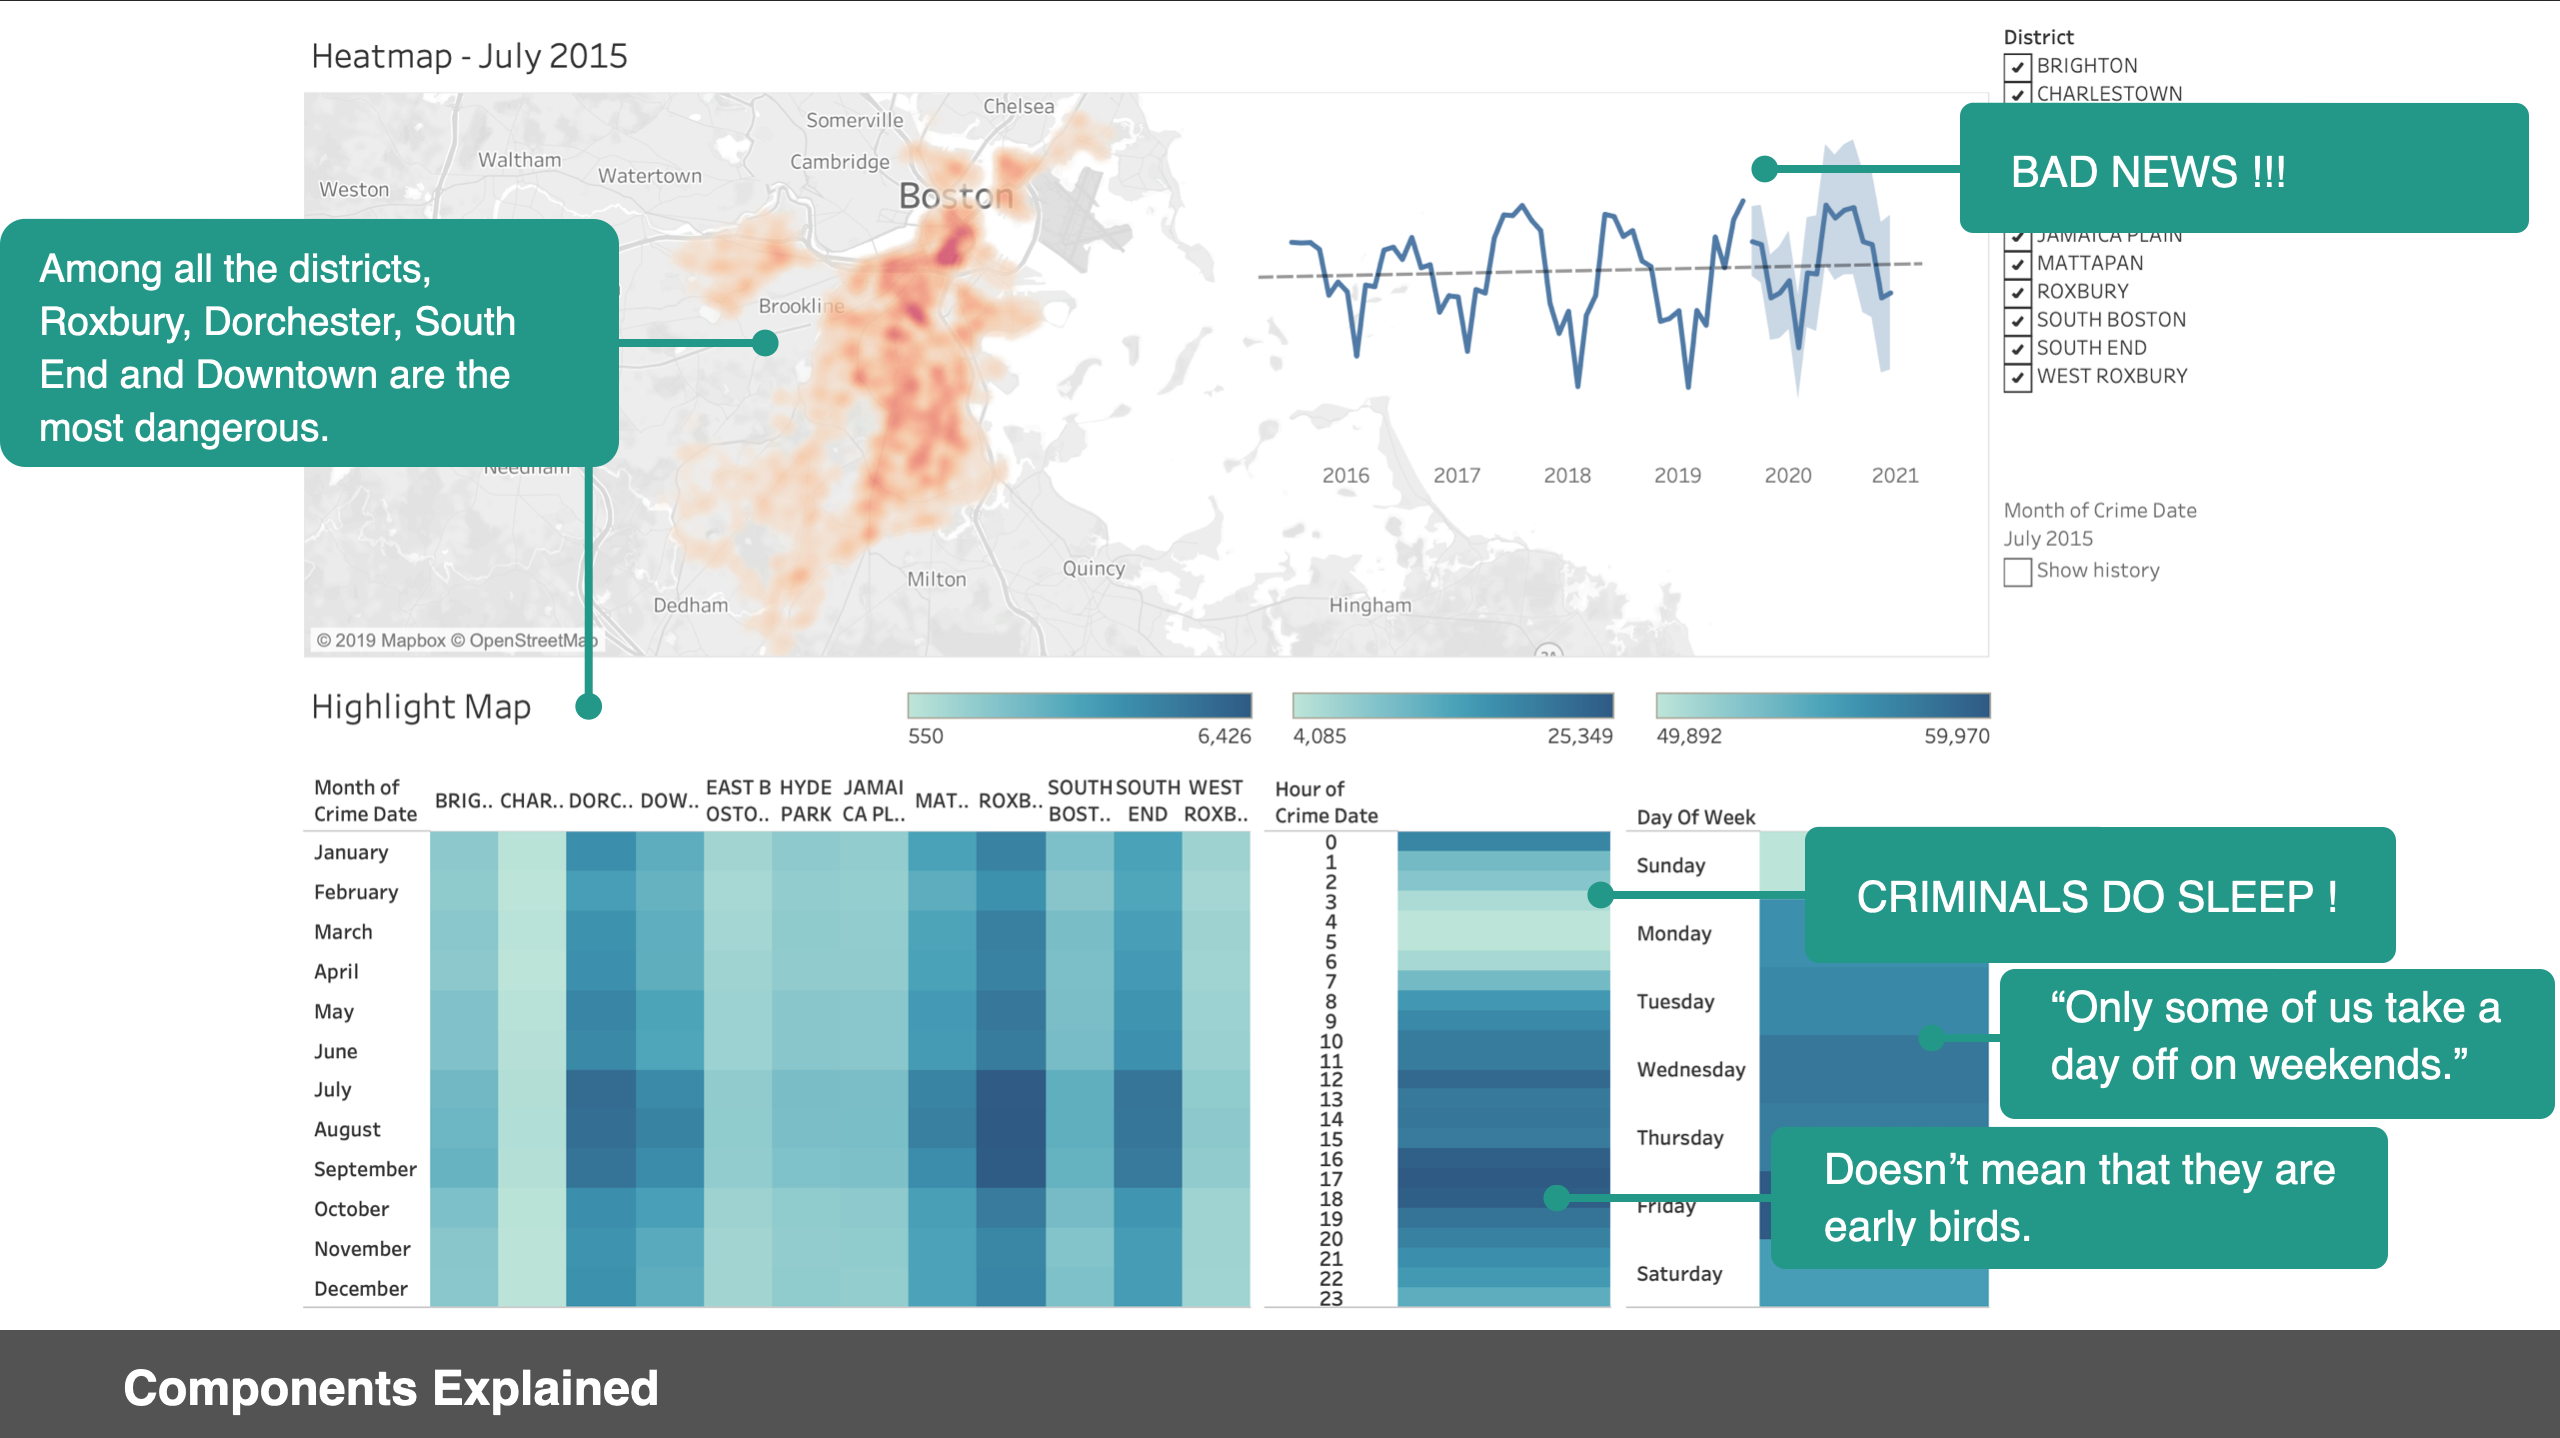 Heatmap - July 2015
Somerville
Chelsea
Waltham
Cambridge
Watertown
Weston
Boston
Brookline
Needham
Milton
Quincy
Dedham
Hingham
© 2019 Mapbox © OpenStreetMap
3A
2016 2017 2018 2019 2020 2021
District
BRIGHTON
CHARLESTOWN
JAMAICA PLAIN
MATTAPAN
ROXBURY
SOUTH BOSTON
SOUTH END
WEST ROXBURY
Month of Crime Date
July 2015
Show history
BAD NEWS !!!
Among all the districts,
Roxbury, Dorchester, South
End and Downtown are the
most dangerous.
Highlight Map
550 6,426
4,085 25,349
49,892 59,970
Month of
Crime Date
BRIG.. CHAR.. DORC.. DOW..
EAST B
OSTO..
HYDE
PARK
JAMAI
CA PL..
MAT.. ROXB..
SOUTH
BOST..
SOUTH
END
WEST
ROXB..
January
February
March
April
May
June
July
August
September
October
November
December
Hour of
Crime Date
0
1
2
3
4
5
6
7
8
9
10
11
12
13
14
15
16
17
18
19
20
21
22
23
Day Of Week
Sunday
Monday
Tuesday
Wednesday
Thursday
Friday
Saturday
CRIMINALS DO SLEEP !
“Only some of us take a
day off on weekends.”
Doesn’t mean that they are
early birds.
Components Explained